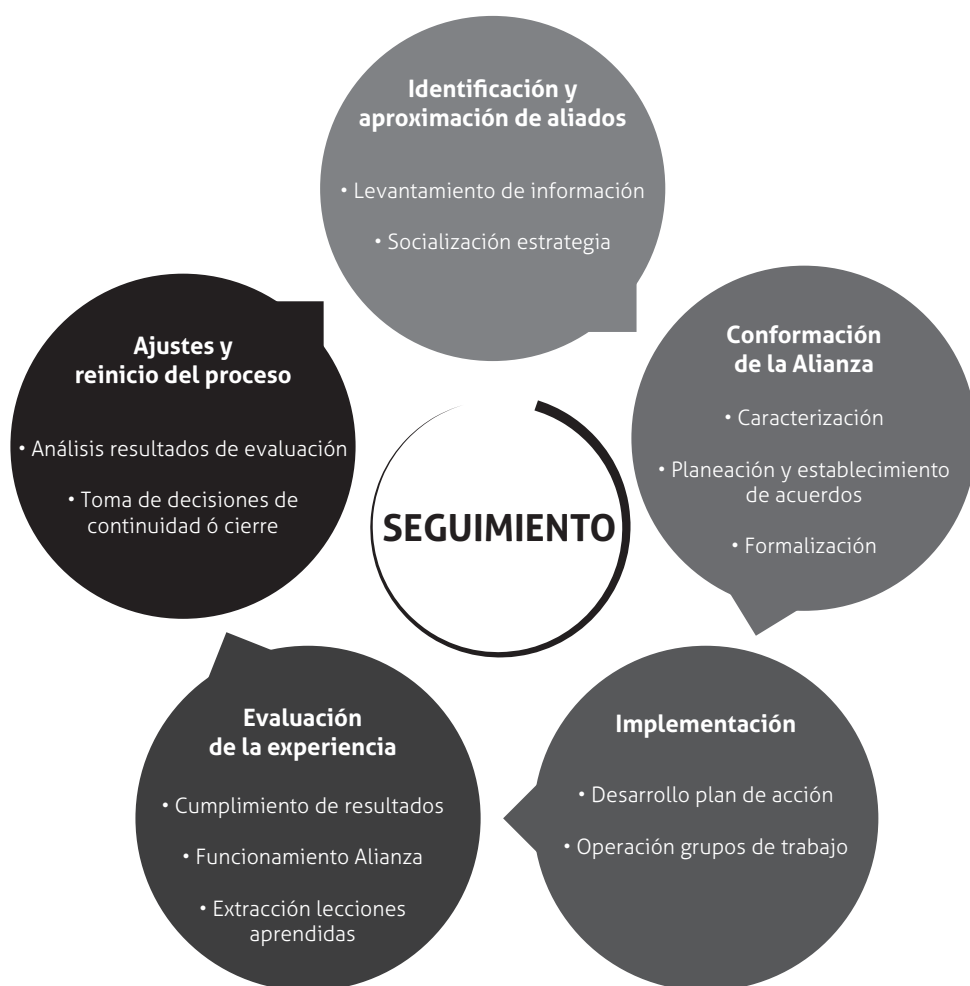 Identificación y
aproximación de aliados
• Levantamiento de información
• Socialización estrategia
Conformación
de la Alianza
• Caracterización
• Planeación y establecimiento
de acuerdos
• Formalización
Implementación
• Desarrollo plan de acción
• Operación grupos de trabajo
Evaluación
de la experiencia
• Cumplimiento de resultados
• Funcionamiento Alianza
• Extracción lecciones
aprendidas
Ajustes y
reinicio del proceso
• Análisis resultados de evaluación
• Toma de decisiones de
continuidad ó cierre
SEGUIMIENTO